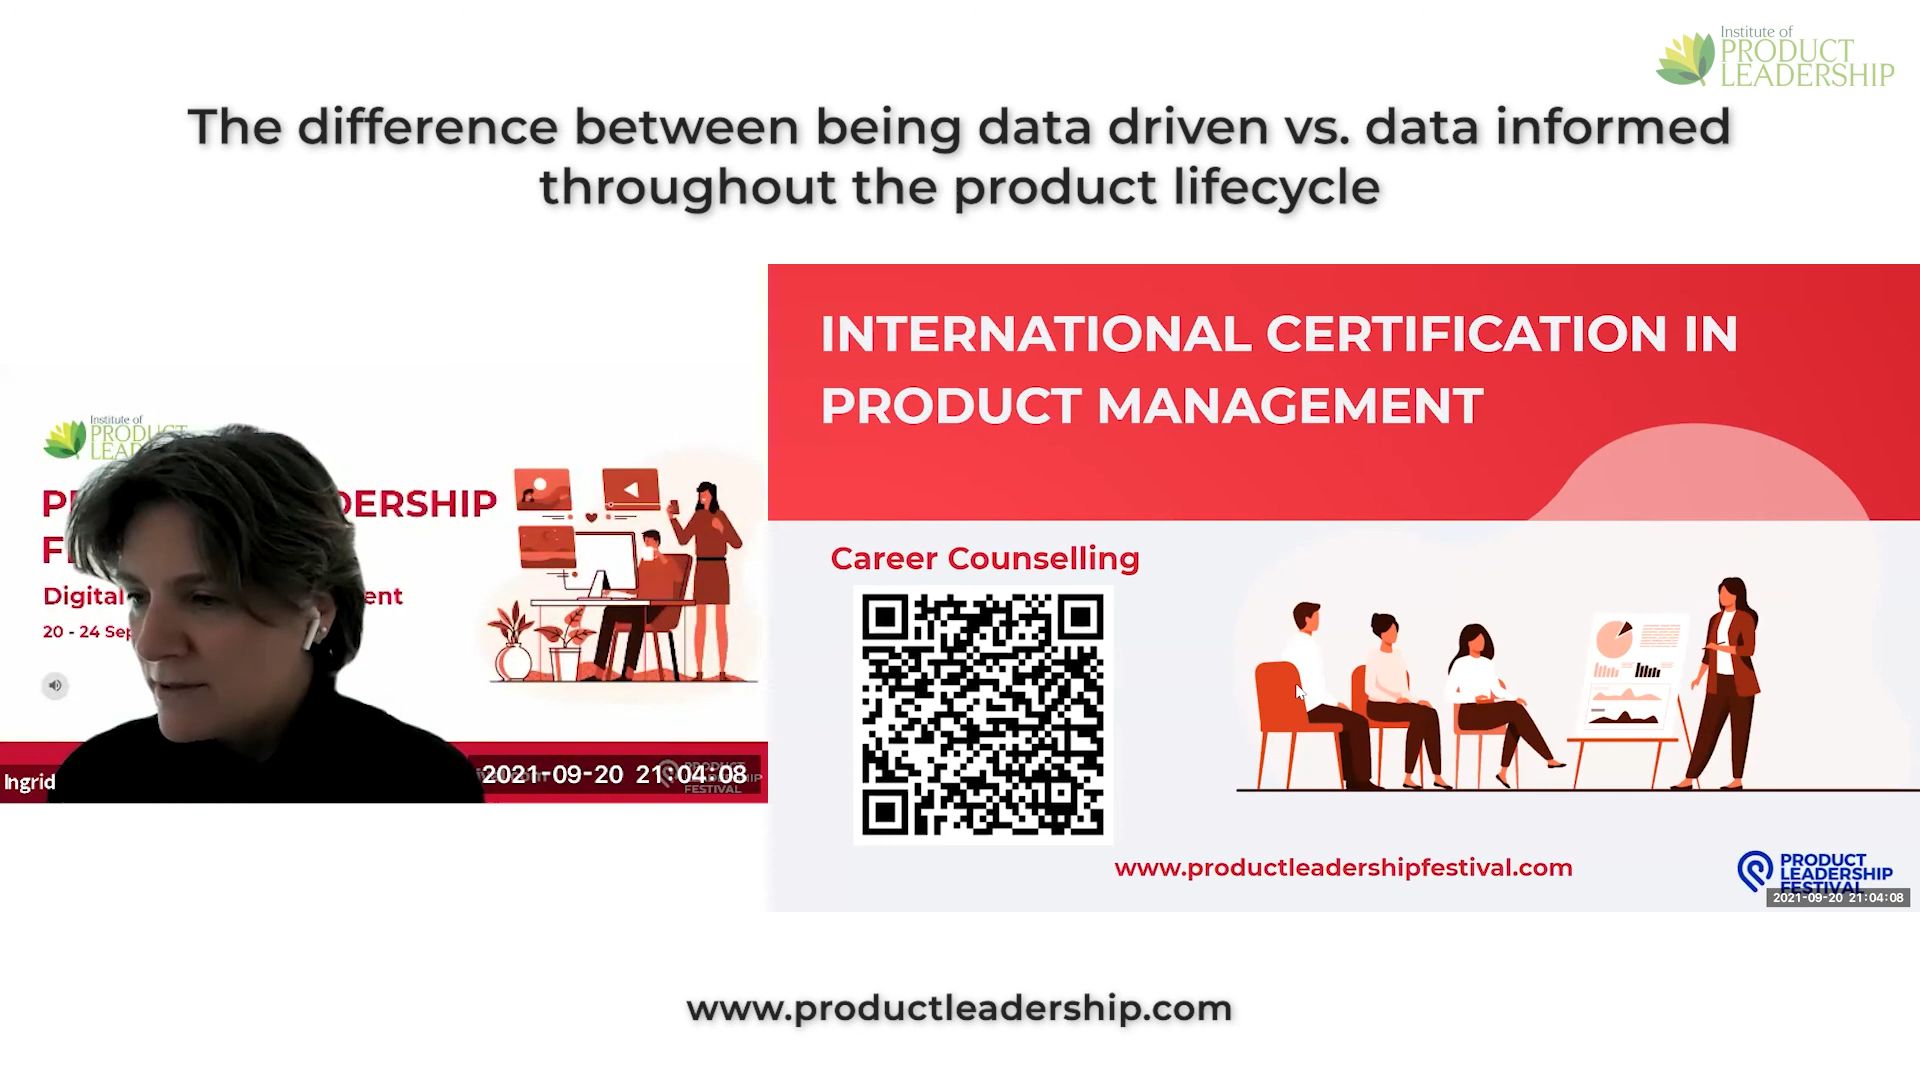 Institute of
PRODUCT
LEADERSHIP
The difference between being data driven vs. data informed
throughout the product lifecycle
INTERNATIONAL CERTIFICATION IN
PRODUCT MANAGEMENT
Institute of
DERSHIP
Digital
20 - 24 Sep
Ingrid
2021-09-20 21:04:08
FESTIVAL
Career Counselling
www.productleadershipfestival.com
PRODUCT
LEADERSHIP
FESTIVAL
2021-09-20 21:04:08
www.productleadership.com